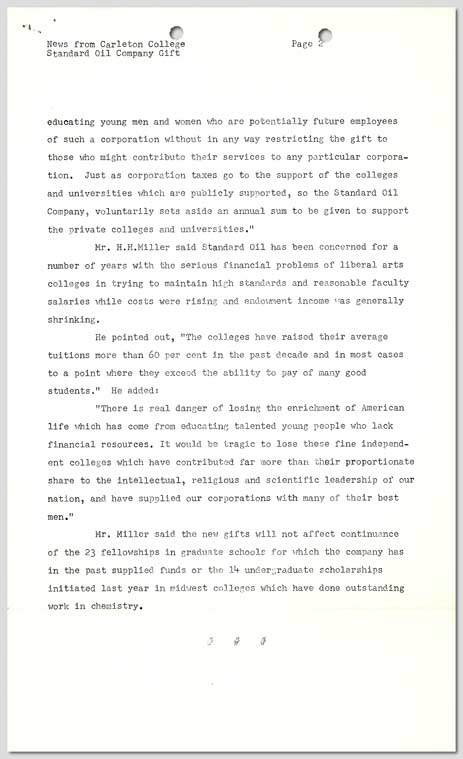 News from Carleton College Page 2
Standard Oil Company Gift
educating young men and women who are potentially future employees
of such a corporation without in any way restricting the gift to
those who might contribute their services to any particular corpora-
tion. Just as corporation taxes go to the support of the colleges
and universities which are publicly supported, so the Standard Oil
Company, voluntarily sets aside an annual sum to be given to support
the private colleges and universities."
Mr. H.H.Miller said Standard Oil has been concerned for a
number of years with the serious financial problems of liberal arts
colleges in trying to maintain high standards and reasonable faculty
salaries while costs were rising and endowment income was generally
shrinking.
He pointed out, "The colleges have raised their average
tuitions more than 60 per cent in the past decade and in most cases
to a point where they exceed the ability to pay of many good
students." He added:
"There is real danger of losing the enrichment of American
life which has come from educating talented young people who lack
financial resources. It would be tragic to lose these fine independ-
ent colleges which have contributed far more than their proportionate
share to the intellectual, religious and scientific leadership of our
nation, and have supplied our corporations with many of their best
men."
Mr. Miller said the new gifts will not affect continuance
of the 23 fellowships in graduate schools for which the company has
in the past supplied funds or the 14 undergraduate scholarships
initiated last year in midwest colleges which have done outstanding
work in chemistry.
# # #